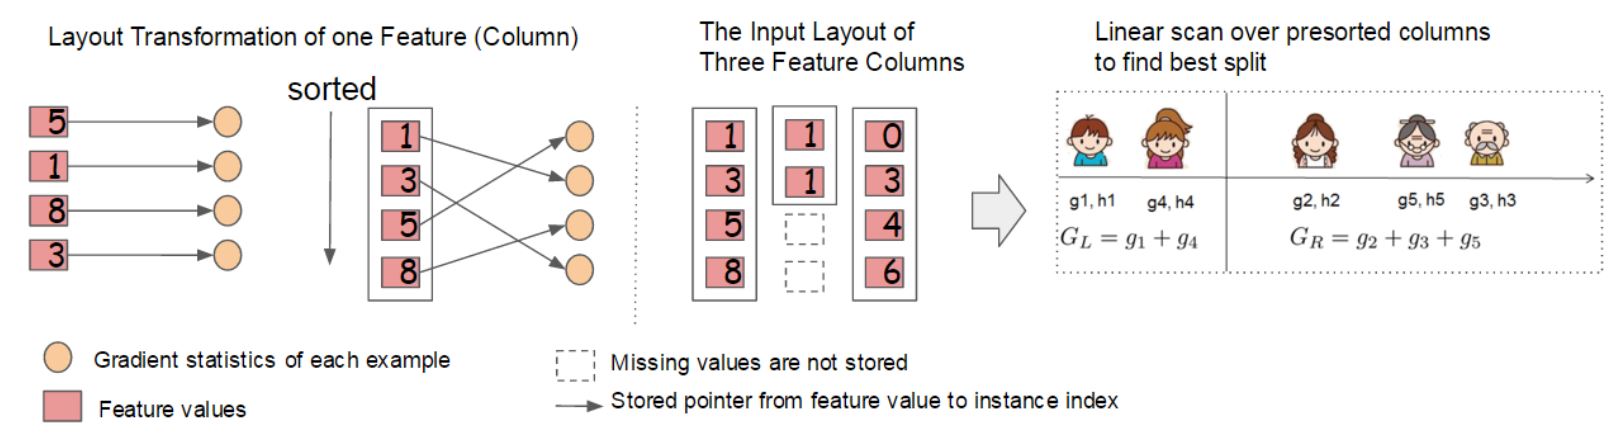 Layout Transformation of one Feature (Column)
sorted
5
1
8
3
1
3
5
8
The Input Layout of
Three Feature Columns
1 1 0
3 1 3
5 4
8 6
Linear scan over presorted columns
to find best split
g1, h1 g4, h4 g2, h2 g5, h5 g3, h3
G_L = g_1 + g_4 G_R = g_2 + g_3 + g_5
Gradient statistics of each example
Feature values
Missing values are not stored
Stored pointer from feature value to instance index